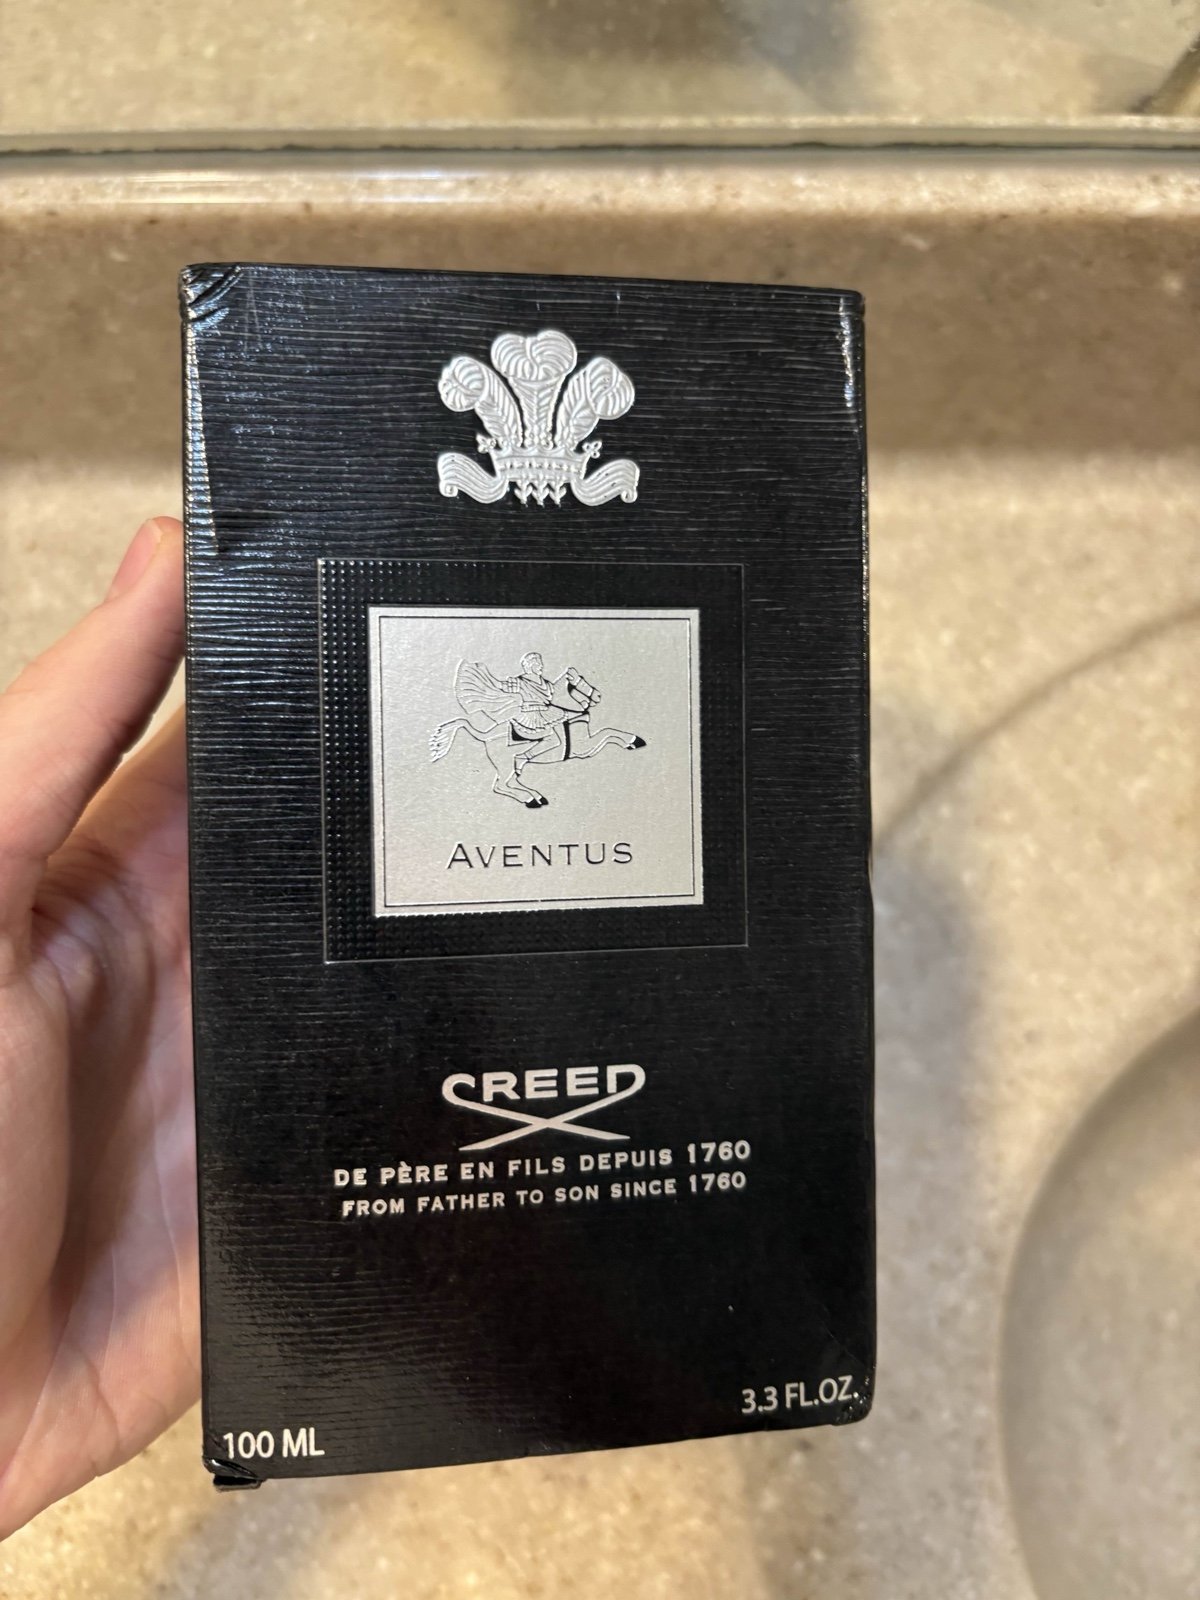 AVENTUS
CREED
DE PÈRE EN FILS DEPUIS 1760
FROM FATHER TO SON SINCE 1760
100 ML
3.3 FL.OZ.